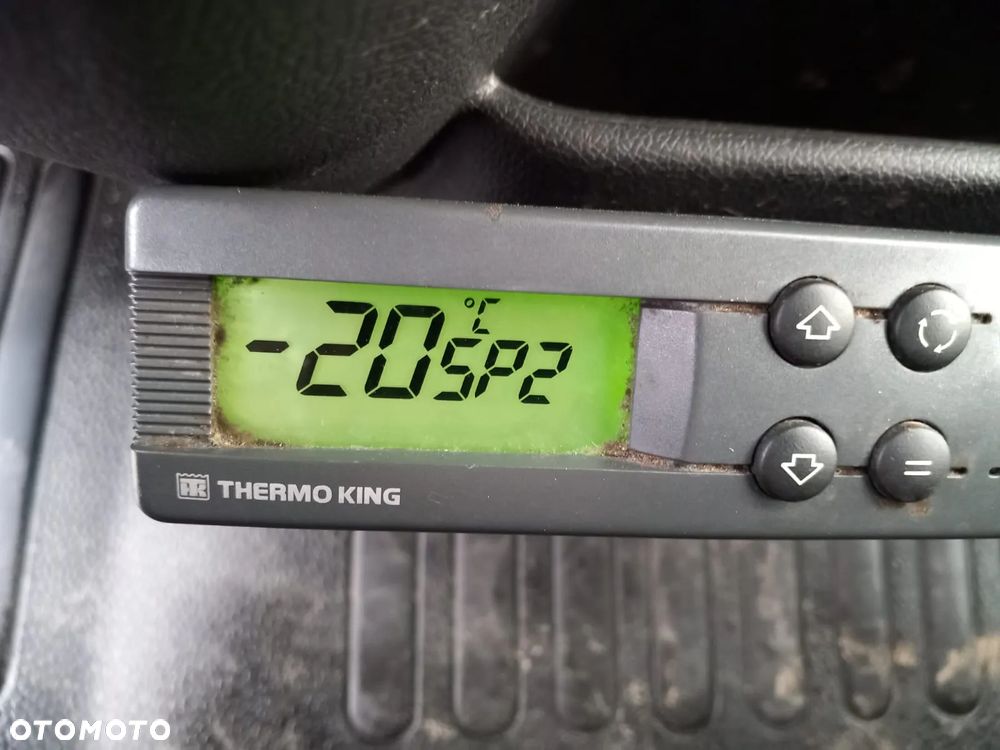 -20°C SP2
THERMO KING
OTOMOTO